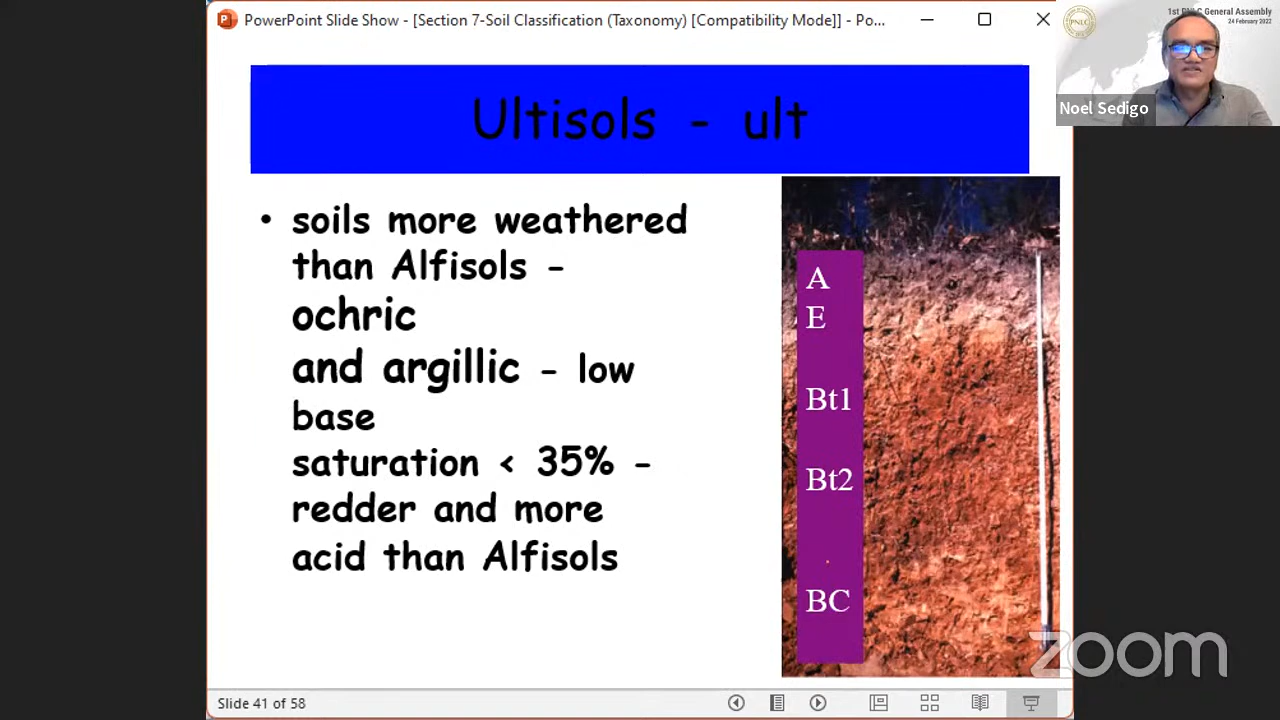 PowerPoint Slide Show - [Section 7-Soil Classification (Taxonomy) [Compatibility Mode]] - Po...
1st PNLC General Assembly
24 February 2022
PNLC
Noel Sedigo
Ultisols - ult
• soils more weathered
than Alfisols -
ochric
and argillic - low
base
saturation < 35% -
redder and more
acid than Alfisols
A
E
Bt1
Bt2
BC
zoom
Slide 41 of 58